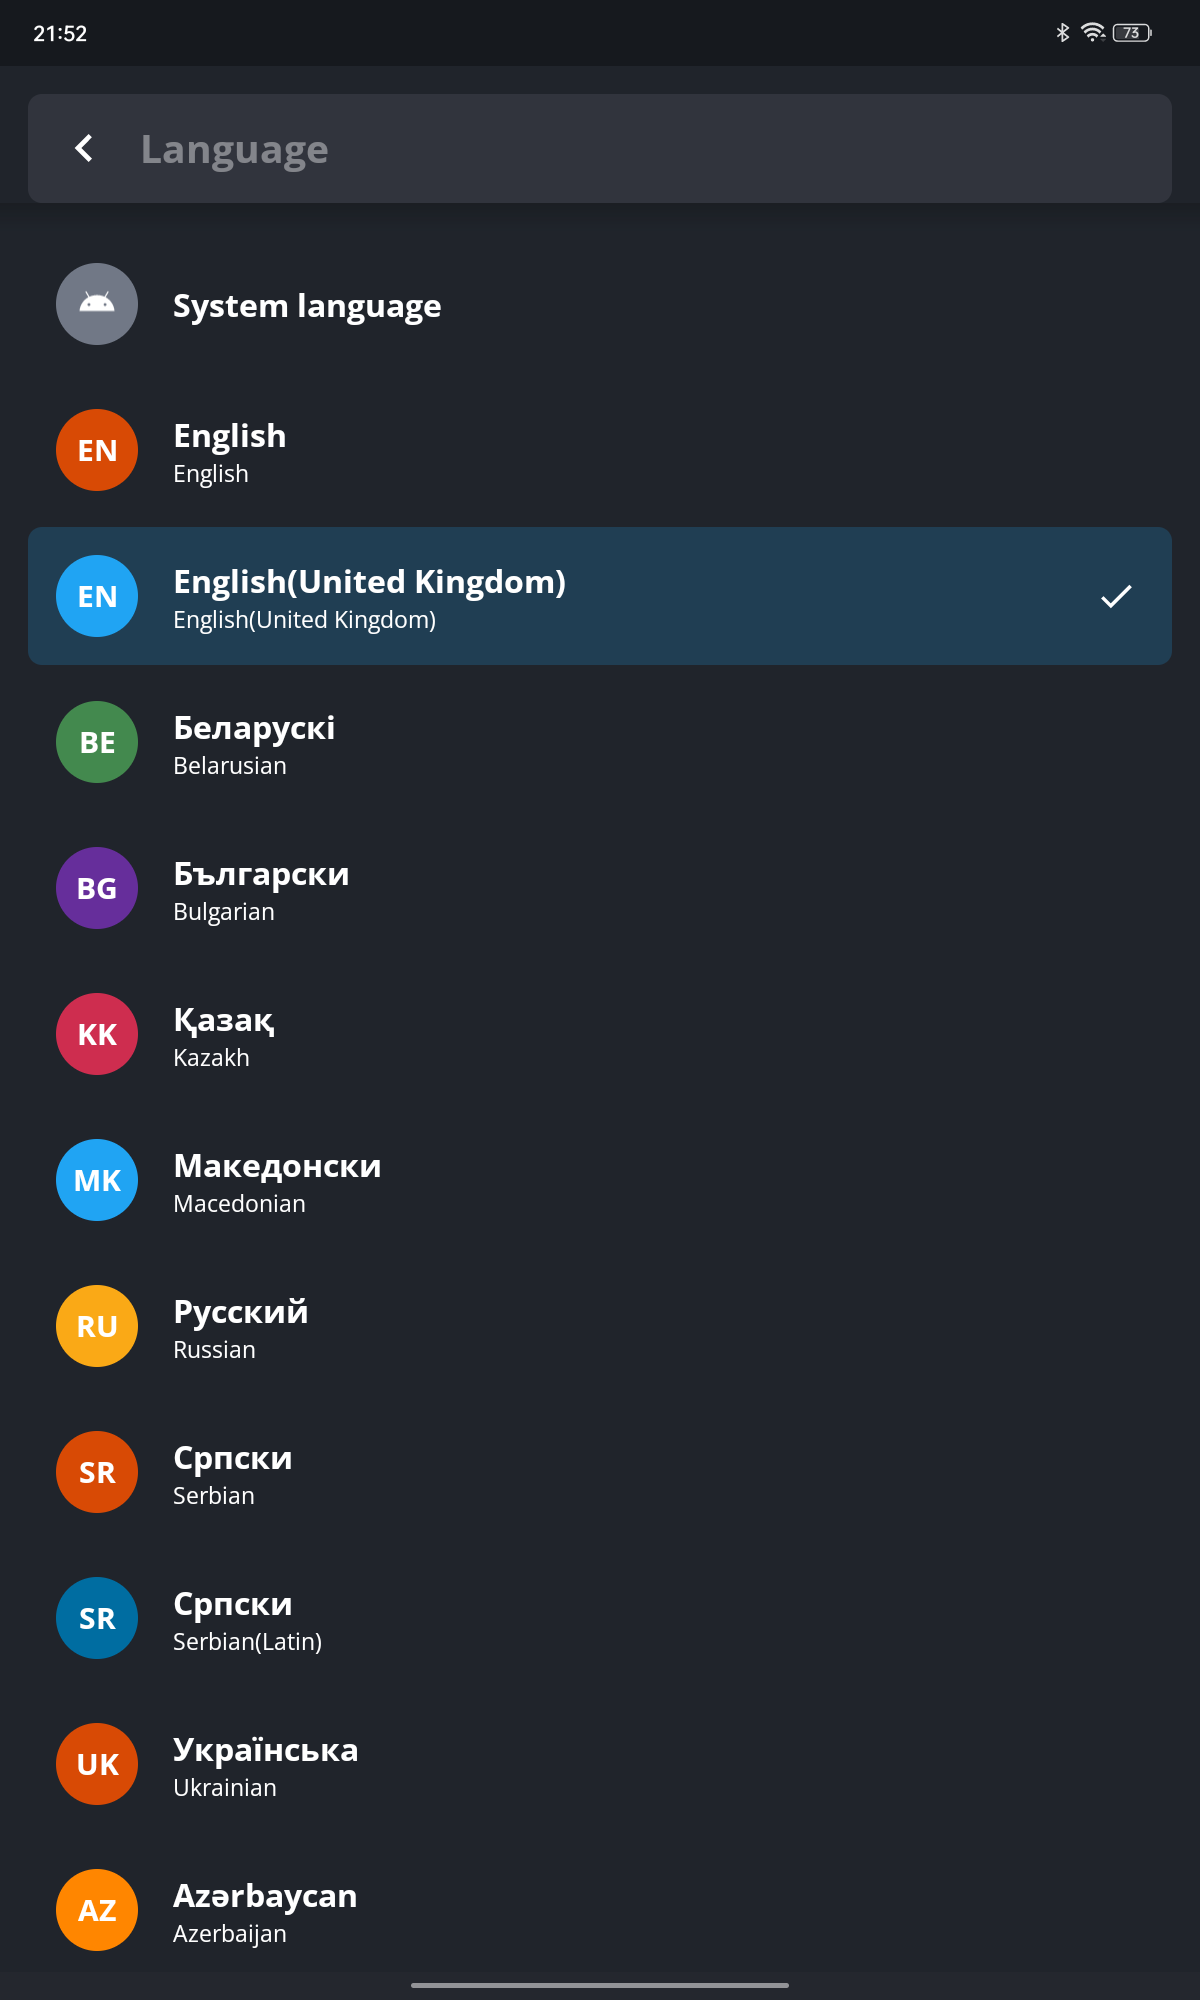 21:52
73
Language
System language
EN
English
English
EN
English(United Kingdom)
English(United Kingdom)
BE
Беларускі
Belarusian
BG
Български
Bulgarian
KK
Қазақ
Kazakh
MK
Македонски
Macedonian
RU
Русский
Russian
SR
Српски
Serbian
SR
Српски
Serbian(Latin)
UK
Українська
Ukrainian
AZ
Azərbaycan
Azerbaijan